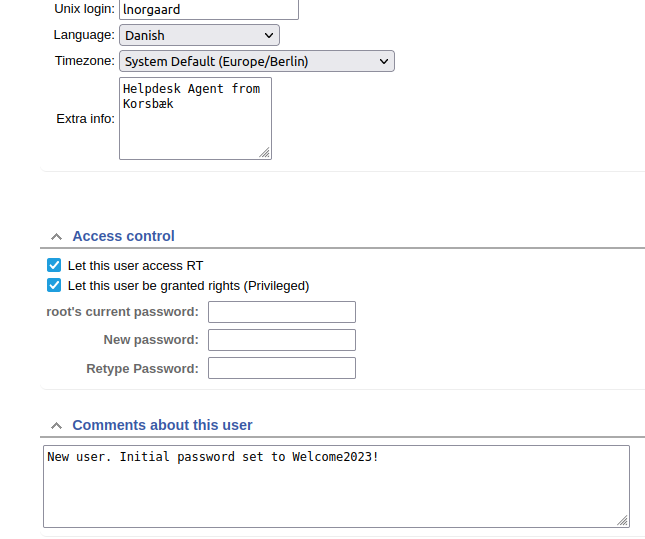 Unix login: lnorgaard
Language: Danish
Timezone: System Default (Europe/Berlin)
Extra info: Helpdesk Agent from
Korsbæk
Access control
Let this user access RT
Let this user be granted rights (Privileged)
root's current password:
New password:
Retype Password:
Comments about this user
New user. Initial password set to Welcome2023!